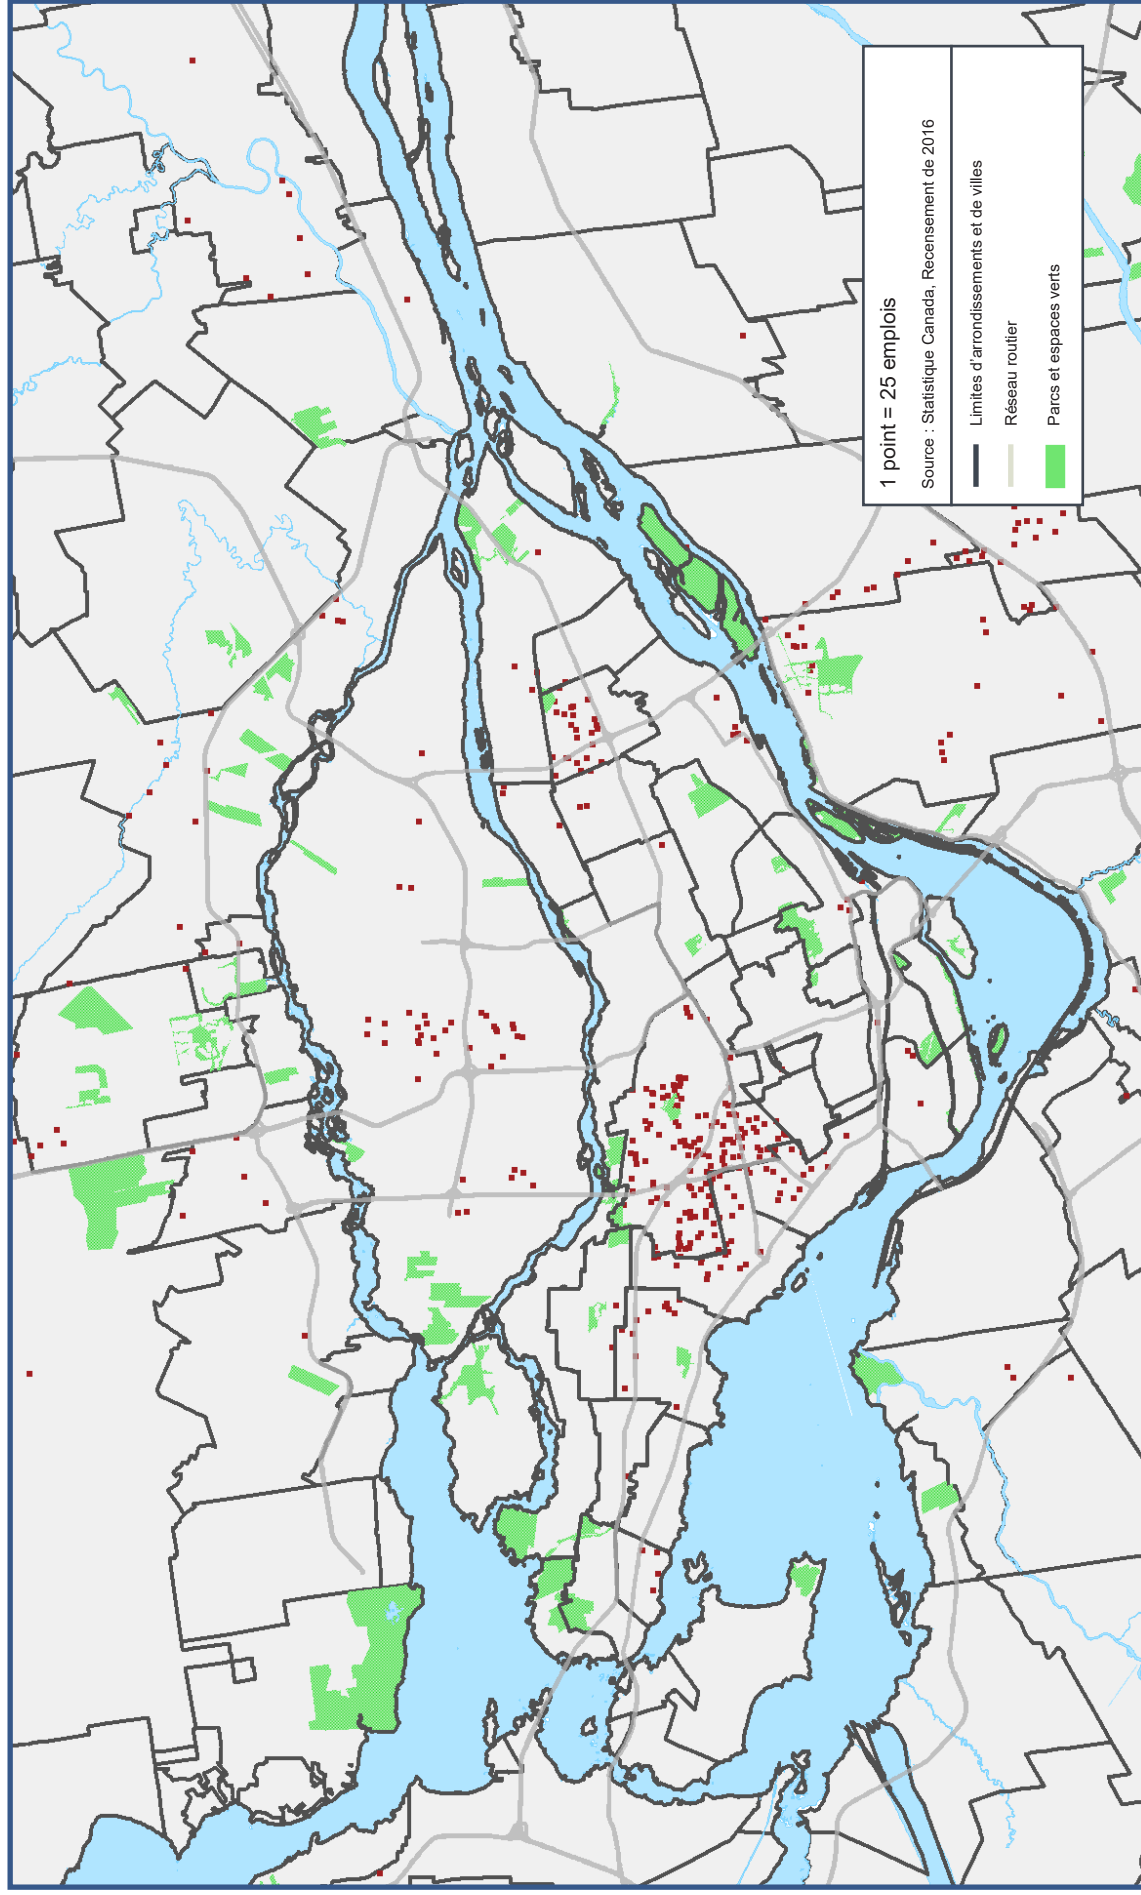 1 point = 25 emplois
Source : Statistique Canada, Recensement de 2016
Limites d'arrondissements et de villes
Réseau routier
Parcs et espaces verts